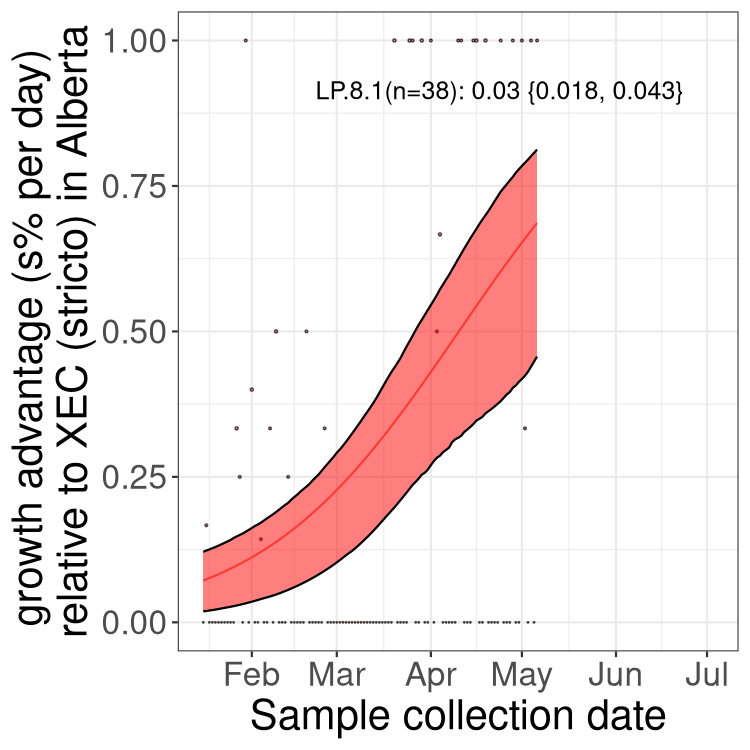 growth advantage (s% per day)
relative to XEC (stricto) in Alberta
1.00
0.75
0.50
0.25
0.00
LP.8.1(n=38): 0.03 {0.018, 0.043}
Feb Mar Apr May Jun Jul
Sample collection date